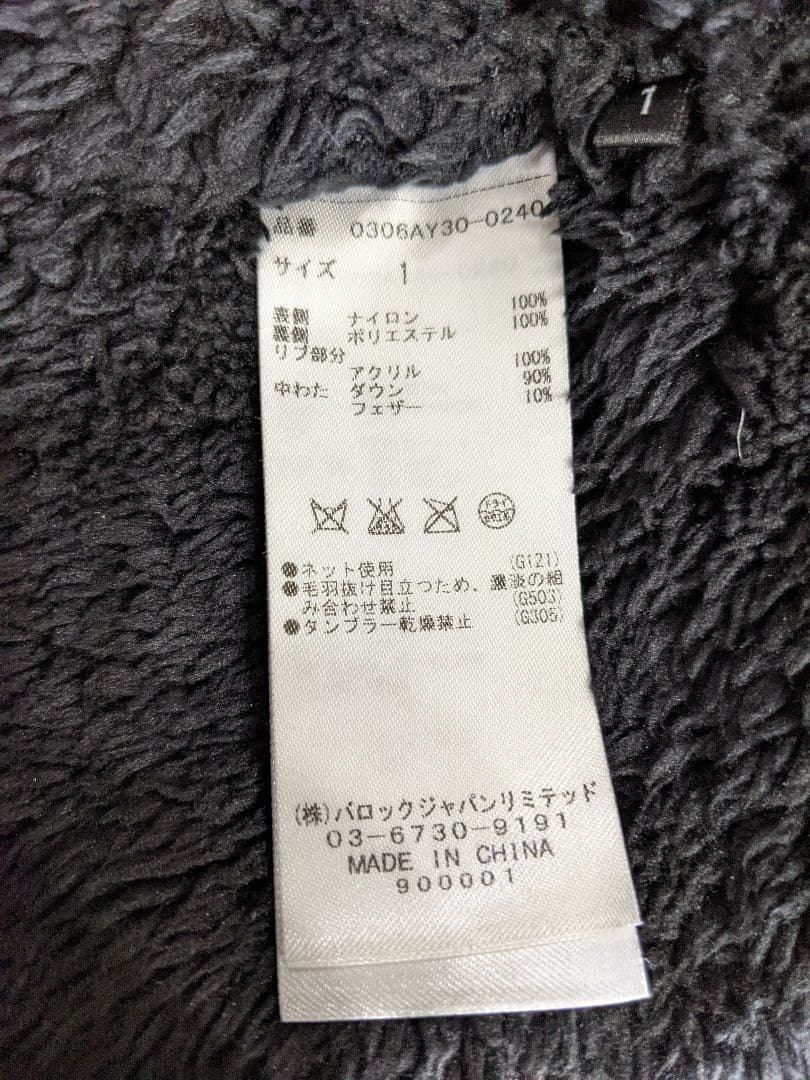 1
品番 0306AY30-0240
サイズ 1
表側 ナイロン 100%
裏側 ポリエステル 100%
リブ部分
アクリル 100%
中わた ダウン 90%
フェザー 10%
ドライ
●ネット使用 (G121)
●毛羽抜け目立つため、濃淡の組
み合わせ禁止 (G503)
●タンブラー乾燥禁止 (G305)
(株)バロックジャパンリミテッド
03-6730-9191
MADE IN CHINA
900001